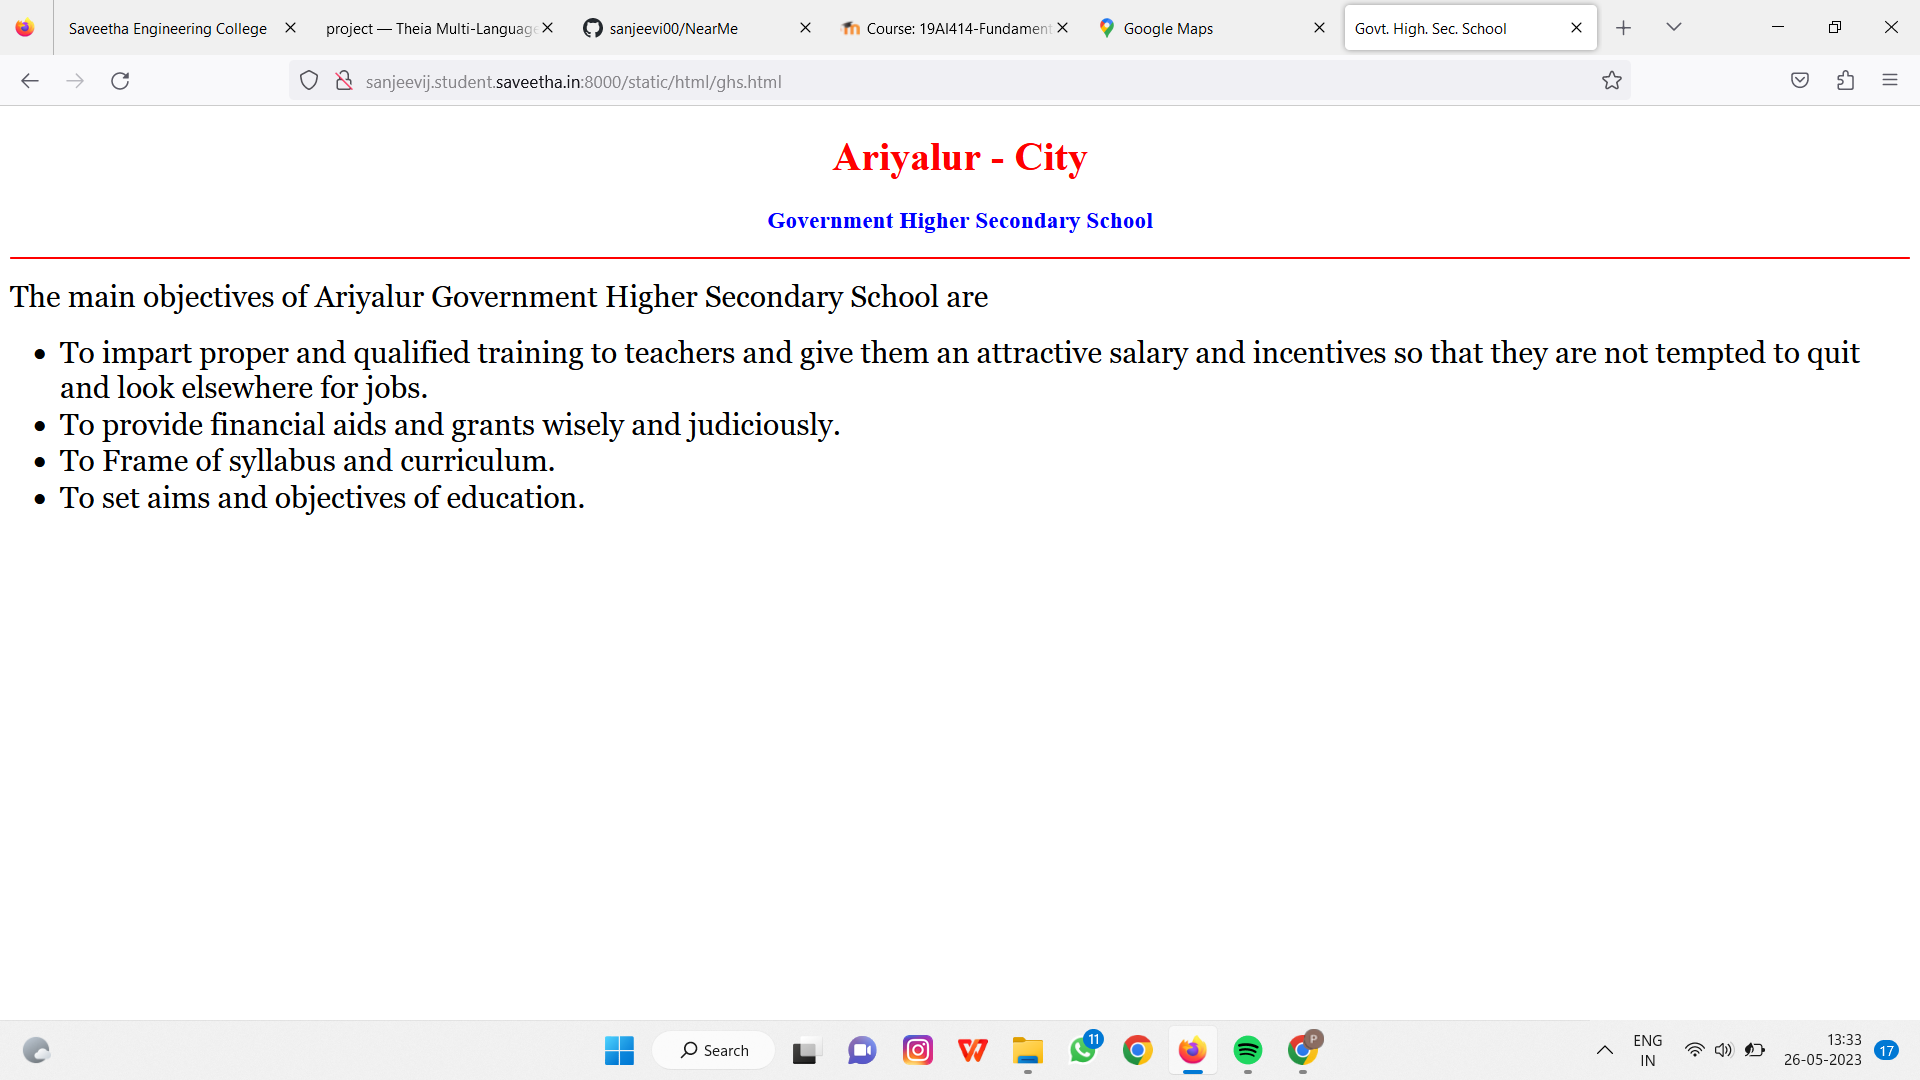 Saveetha Engineering College
project — Theia Multi-Languag
sanjeevi00/NearMe
Course: 19AI414-Fundament
Google Maps
Govt. High. Sec. School
sanjeevij.student.saveetha.in:8000/static/html/ghs.html
Ariyalur - City
Government Higher Secondary School
The main objectives of Ariyalur Government Higher Secondary School are
• To impart proper and qualified training to teachers and give them an attractive salary and incentives so that they are not tempted to quit
and look elsewhere for jobs.
• To provide financial aids and grants wisely and judiciously.
• To Frame of syllabus and curriculum.
• To set aims and objectives of education.
Search
11
P
ENG
IN
13:33
26-05-2023
17